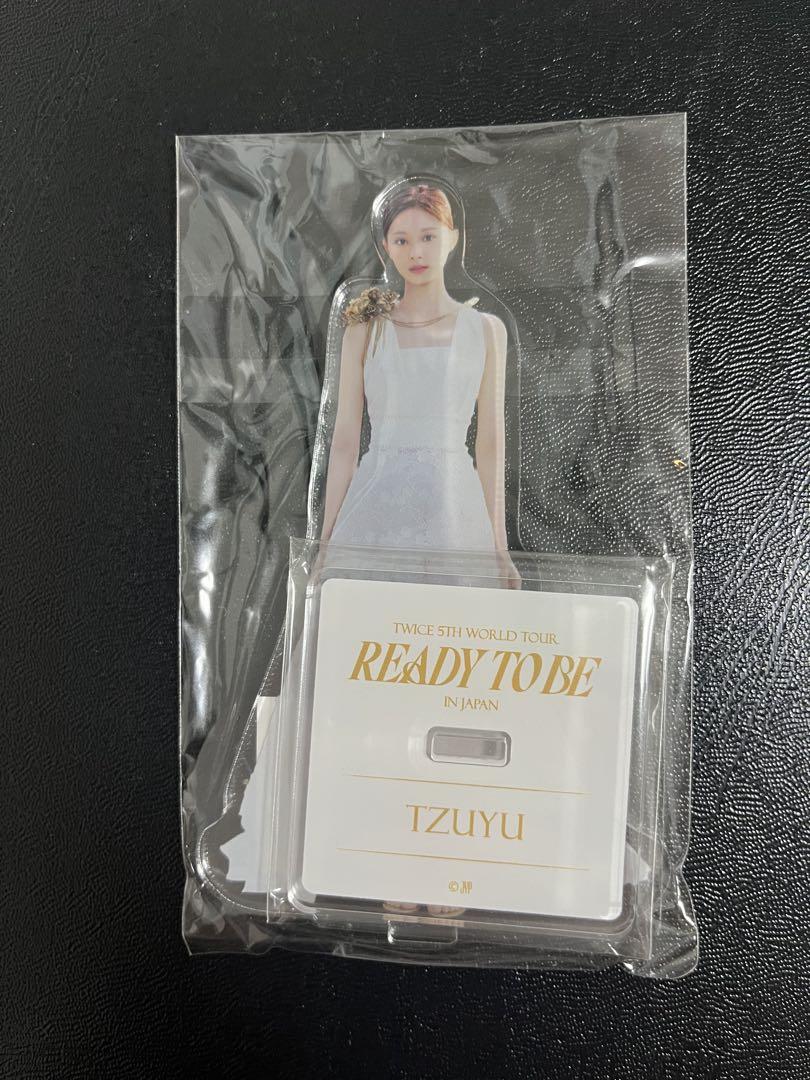 TWICE 5TH WORLD TOUR
READY TO BE
IN JAPAN
TZUYU
© JYP